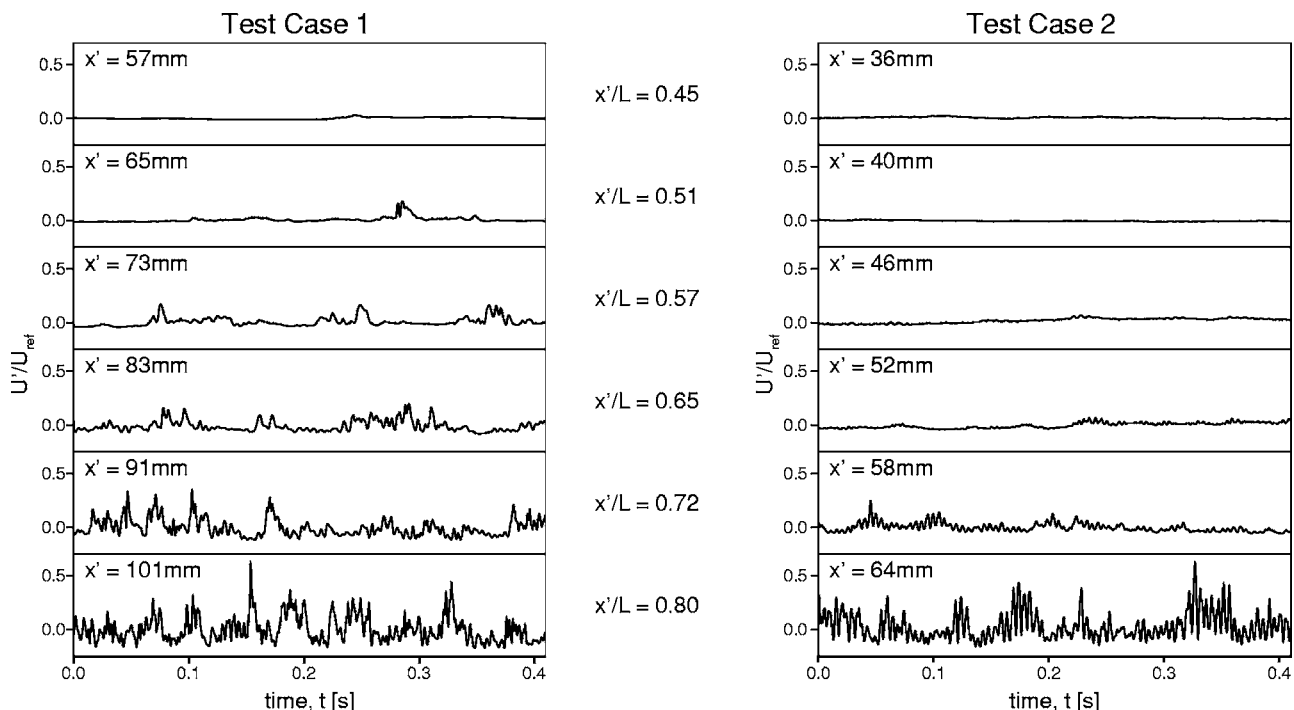 Test Case 1
Test Case 2
x' = 57mm
x'/L = 0.45
x' = 36mm
0.5
0.0
0.5
0.0
x' = 65mm
x'/L = 0.51
x' = 40mm
0.5
0.0
0.5
0.0
x' = 73mm
x'/L = 0.57
x' = 46mm
0.5
0.0
0.5
0.0
x' = 83mm
x'/L = 0.65
x' = 52mm
0.5
0.0
0.5
0.0
x' = 91mm
x'/L = 0.72
x' = 58mm
0.5
0.0
0.5
0.0
x' = 101mm
x'/L = 0.80
x' = 64mm
0.5
0.0
0.5
0.0
U'/Uref
U'/Uref
0.0 0.1 0.2 0.3 0.4
0.0 0.1 0.2 0.3 0.4
time, t [s]
time, t [s]